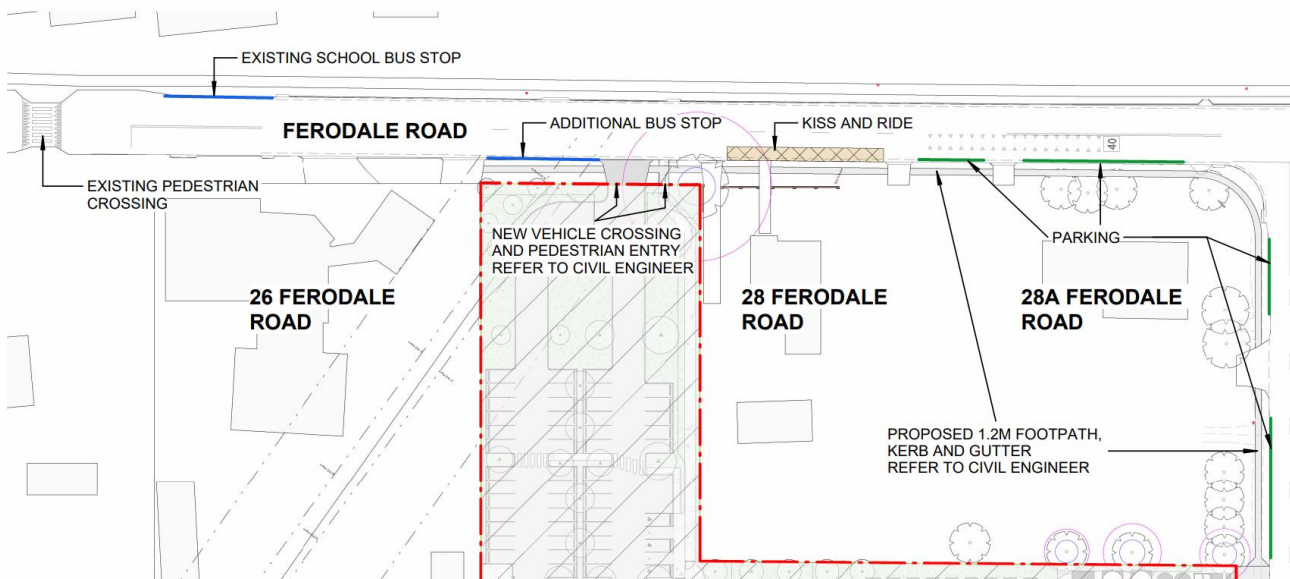 EXISTING SCHOOL BUS STOP
FERODALE ROAD
ADDITIONAL BUS STOP
KISS AND RIDE
40
EXISTING PEDESTRIAN
CROSSING
NEW VEHICLE CROSSING
AND PEDESTRIAN ENTRY
REFER TO CIVIL ENGINEER
PARKING
26 FERODALE
ROAD
28 FERODALE
ROAD
28A FERODALE
ROAD
PROPOSED 1.2M FOOTPATH,
KERB AND GUTTER
REFER TO CIVIL ENGINEER